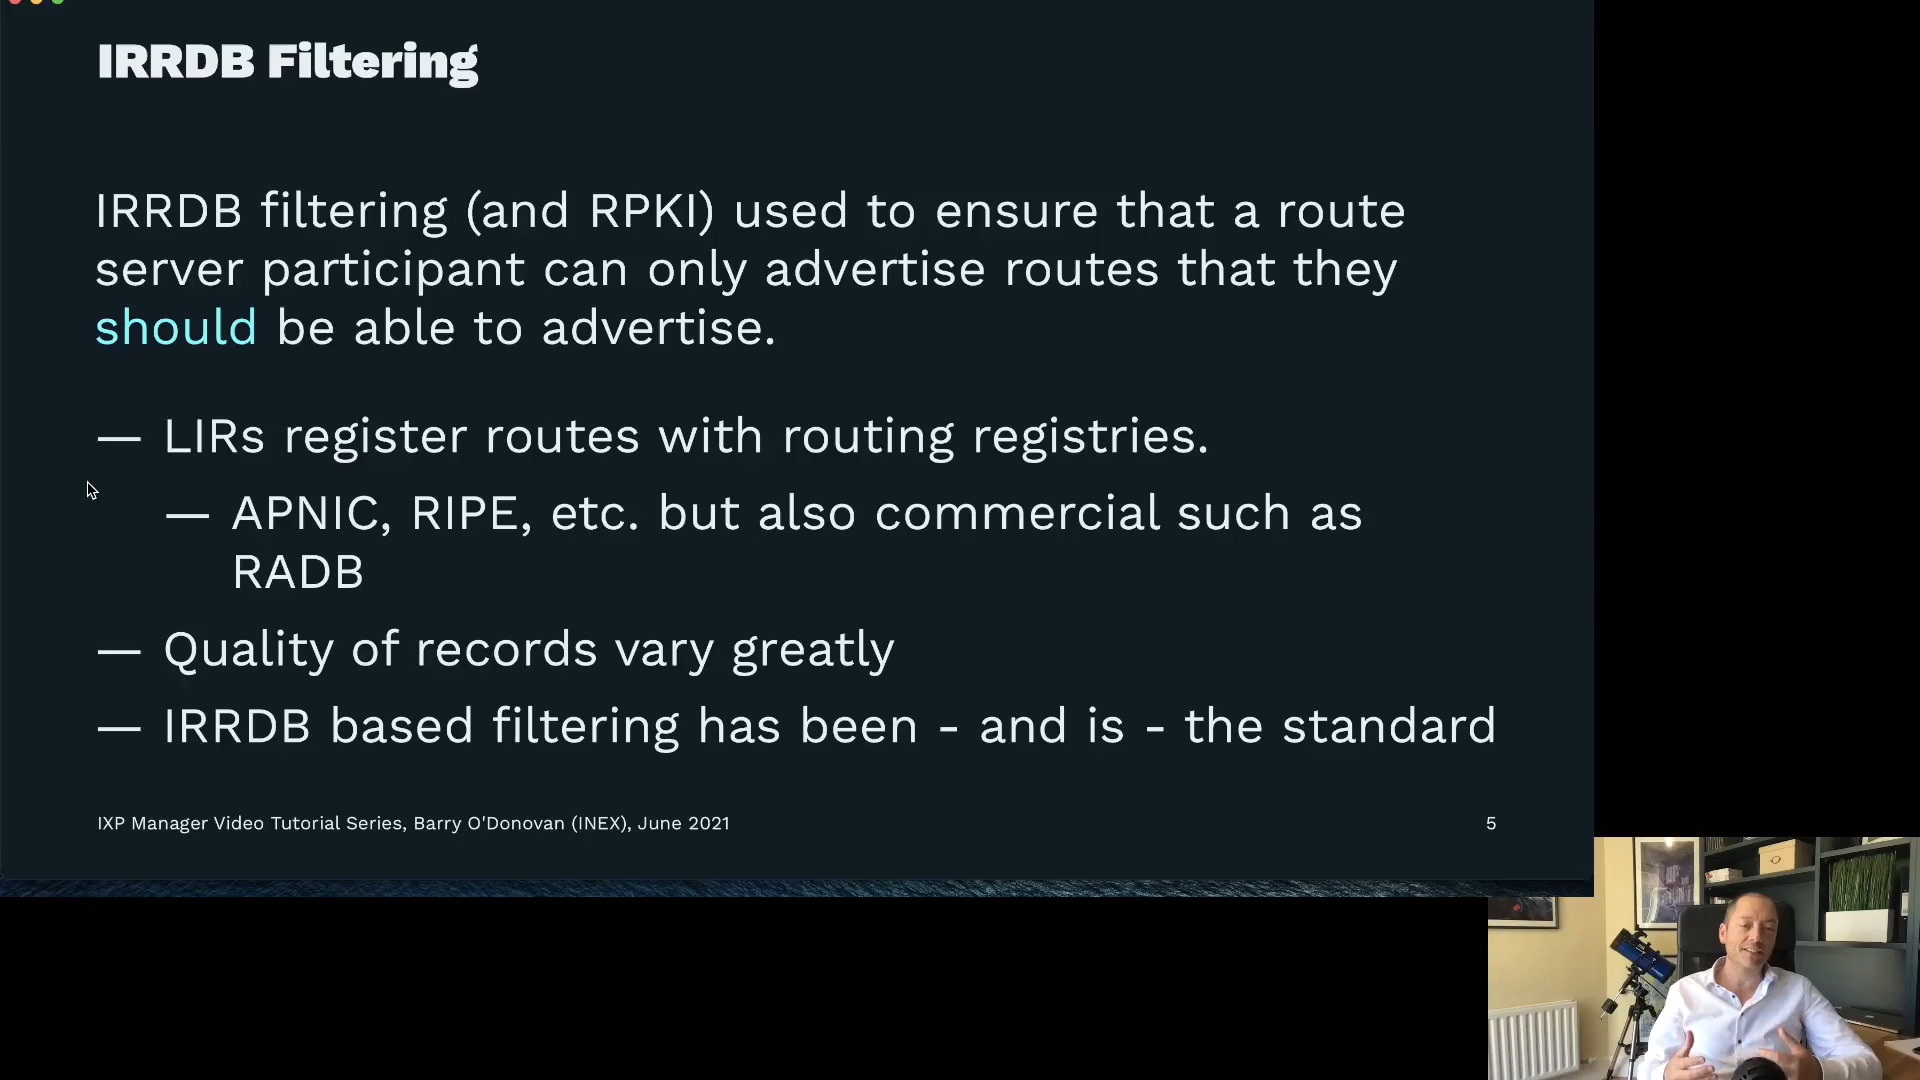 IRRDB Filtering
IRRDB filtering (and RPKI) used to ensure that a route
server participant can only advertise routes that they
should be able to advertise.
— LIRs register routes with routing registries.
— APNIC, RIPE, etc. but also commercial such as
RADB
— Quality of records vary greatly
— IRRDB based filtering has been - and is - the standard
IXP Manager Video Tutorial Series, Barry O'Donovan (INEX), June 2021
5